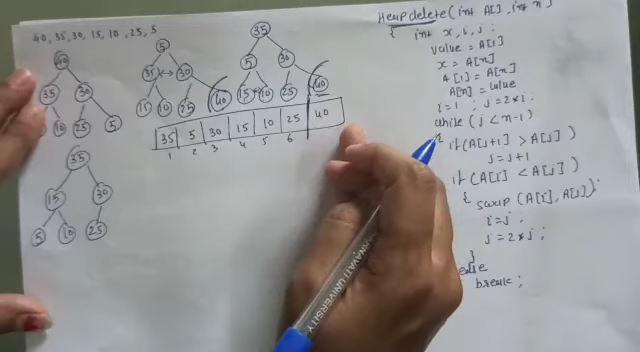 40, 35, 30, 15, 10, 25, 5
40
35 30
10 25 5
5
35 30
15 10 25 40
35
5 30
15 10 25 40
35 5 30 15 10 25 40
1 2 3 4 5 6
35
15 30
5 10 25
Heapdelete (int A[], int n)
{ int x, i, j;
value = A[1]
x = A[n]
A[1] = A[n]
A[n] = value
i=1 ; j=2*i;
while (j < n-1)
{ if (A[j+1] > A[j])
j=j+1
if (A[i] < A[j])
{ swap (A[i], A[j]);
i=j;
j=2*j;
}
else
break;
KARNAVATI UNIVERSITY